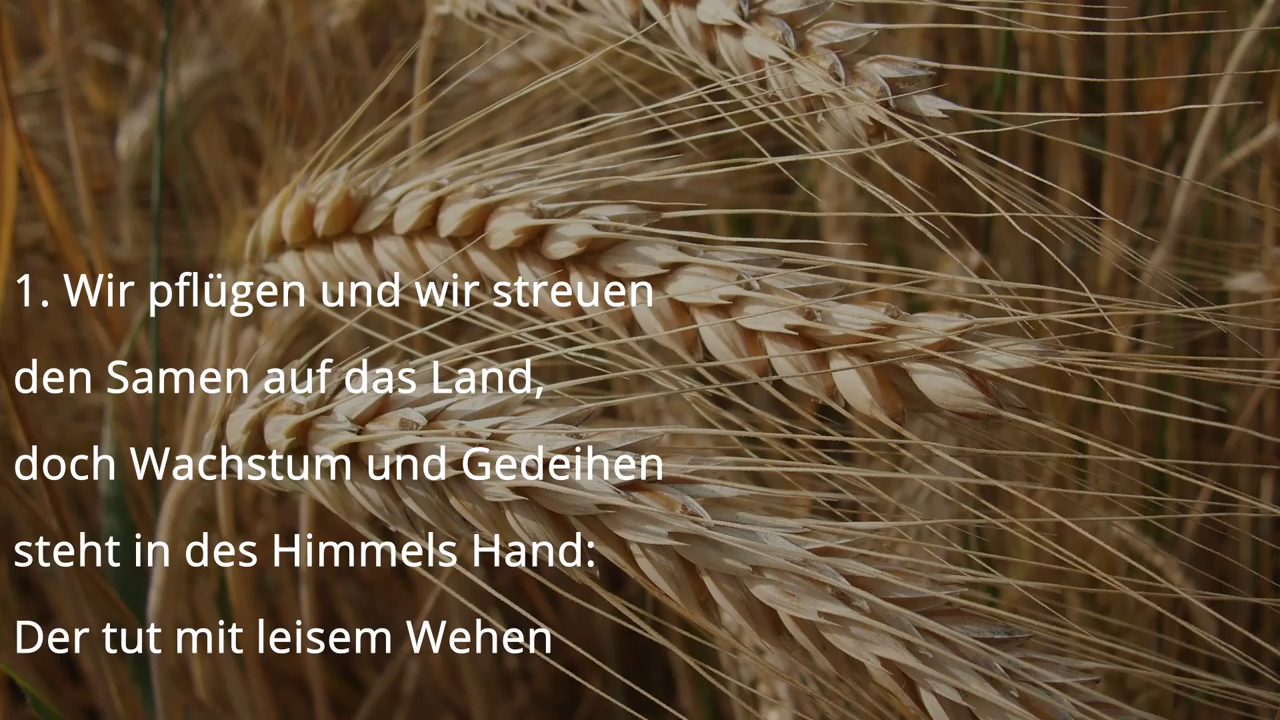 1. Wir pflügen und wir streuen
den Samen auf das Land,
doch Wachstum und Gedeihen
steht in des Himmels Hand:
Der tut mit leisem Wehen